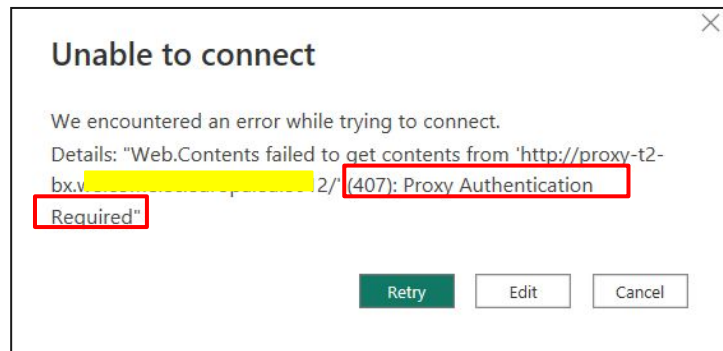 Unable to connect
We encountered an error while trying to connect.
Details: "Web.Contents failed to get contents from 'http://proxy-t2-
bx. 2/' (407): Proxy Authentication
Required"
Retry Edit Cancel